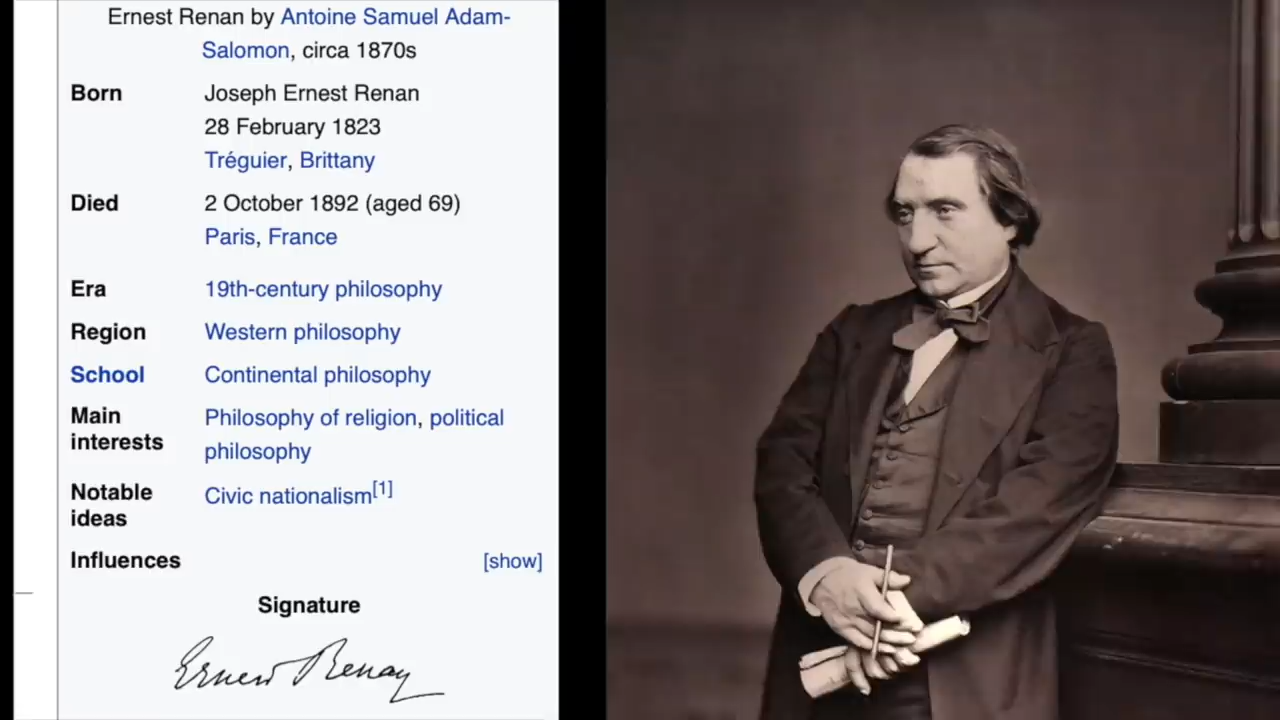 Ernest Renan by Antoine Samuel Adam-
Salomon, circa 1870s
Born Joseph Ernest Renan
28 February 1823
Tréguier, Brittany
Died 2 October 1892 (aged 69)
Paris, France
Era 19th-century philosophy
Region Western philosophy
School Continental philosophy
Main interests Philosophy of religion, political
philosophy
Notable ideas Civic nationalism[1]
Influences [show]
Signature
Ernest Renan